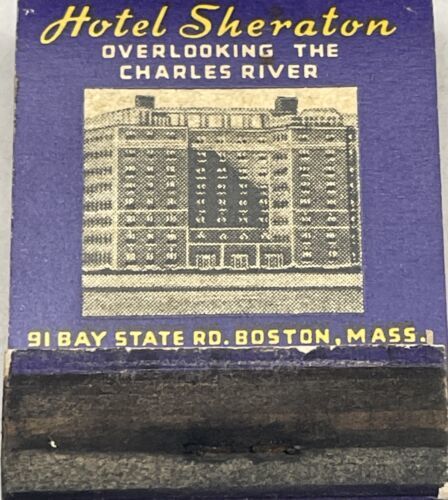 Hotel Sheraton
OVERLOOKING THE
CHARLES RIVER
91 BAY STATE RD. BOSTON, MASS.